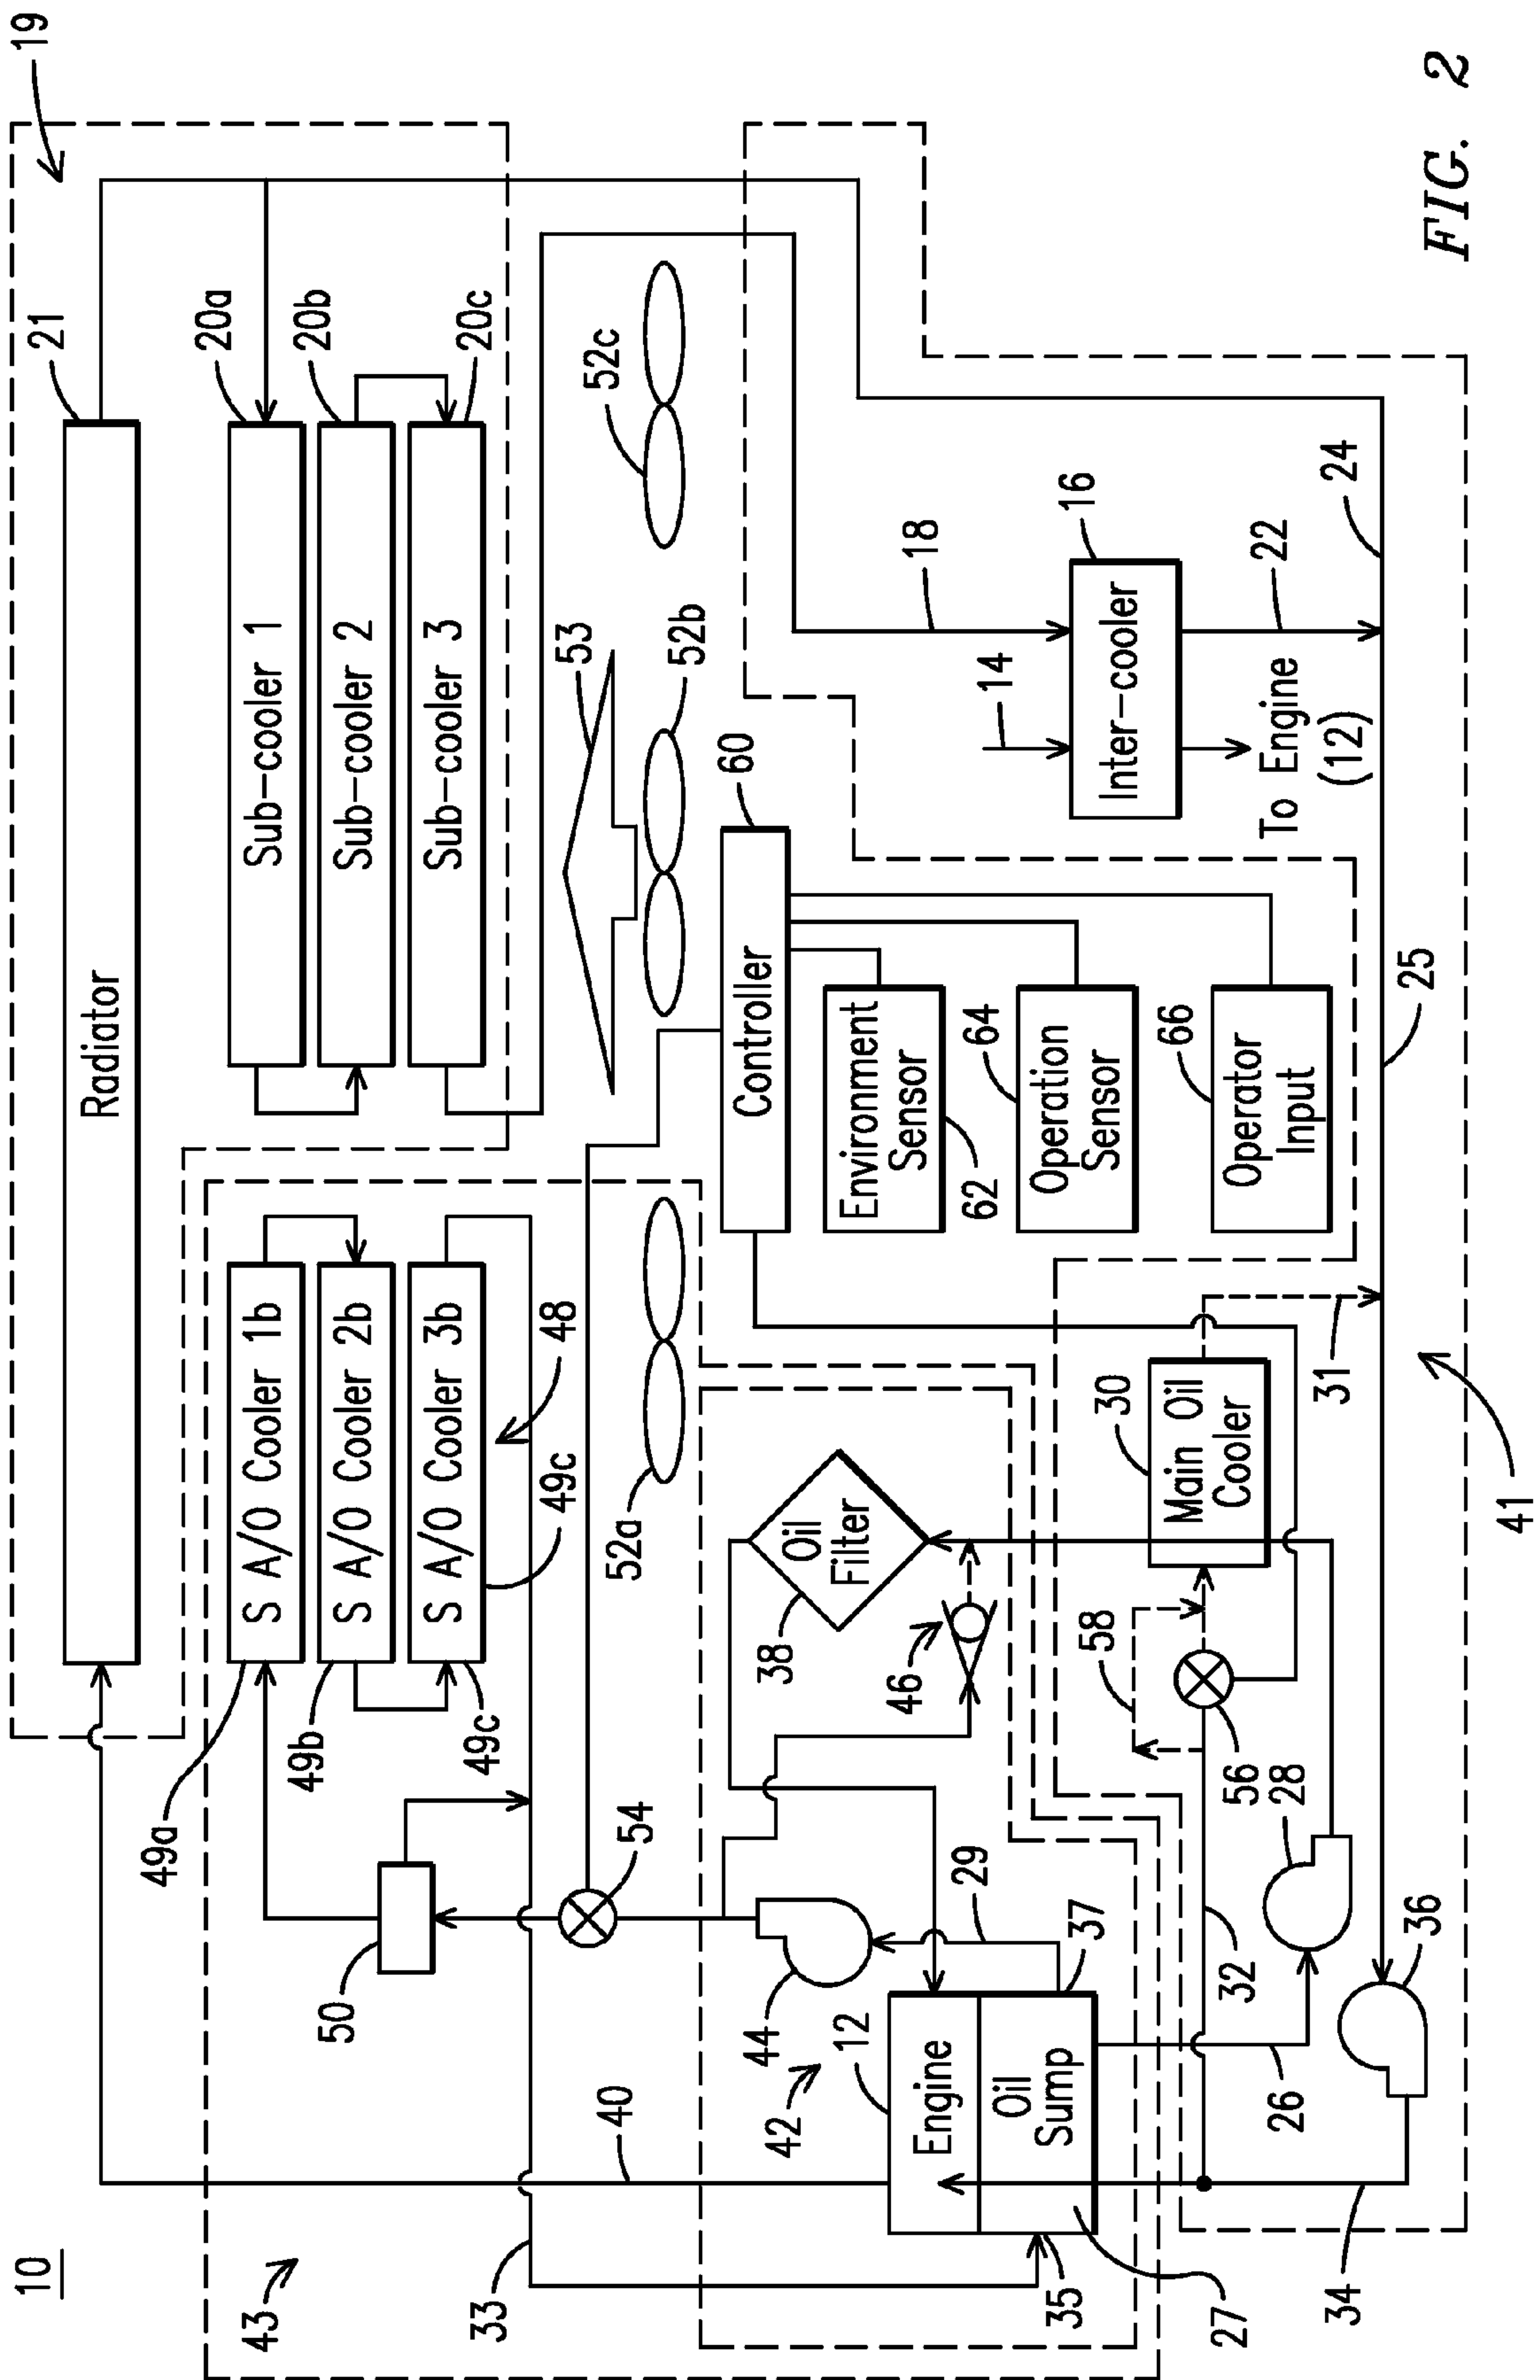 10
19
21
Radiator
20a
Sub-cooler 1
20b
Sub-cooler 2
20c
Sub-cooler 3
S A/O Cooler 1b
S A/O Cooler 2b
S A/O Cooler 3b
48
49c
49a
49b
49c
43
33
40
50
54
52a
53
52b
52c
60
Controller
Environment
Sensor
62
64
Operation
Sensor
66
Operator
Input
14
18
16
Inter-cooler
22
24
To Engine
(12)
25
Oil
Filter
38
46
44
42
12
Engine
Oil
Sump
29
37
35
27
26
34
32
58
56
28
36
30
Main Oil
Cooler
31
41
FIG. 2